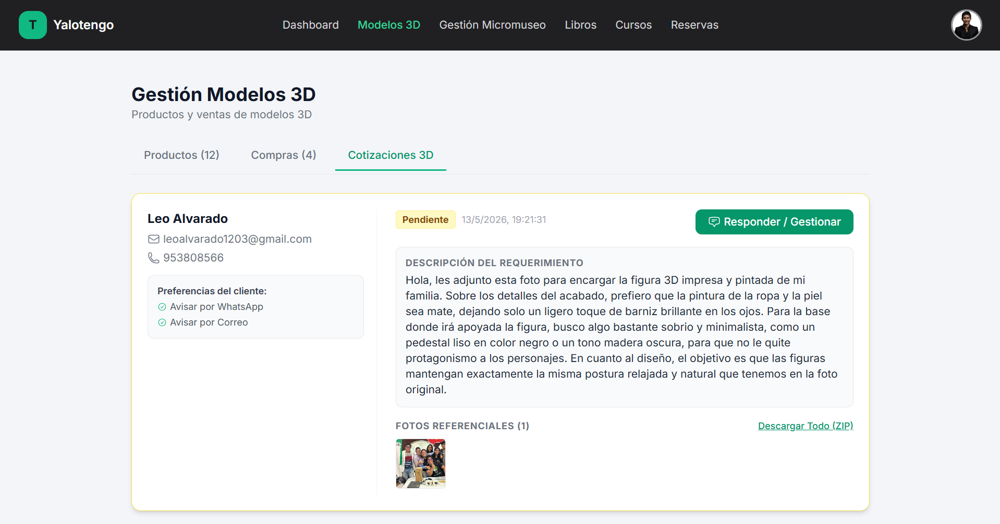 T
Yalotengo
Dashboard
Modelos 3D
Gestión Micromuseo
Libros
Cursos
Reservas
Gestión Modelos 3D
Productos y ventas de modelos 3D
Productos (12)
Compras (4)
Cotizaciones 3D
Leo Alvarado
leoalvarado1203@gmail.com
953808566
Preferencias del cliente:
Avisar por WhatsApp
Avisar por Correo
Pendiente
13/5/2026, 19:21:31
Responder / Gestionar
DESCRIPCIÓN DEL REQUERIMIENTO
Hola, les adjunto esta foto para encargar la figura 3D impresa y pintada de mi
familia. Sobre los detalles del acabado, prefiero que la pintura de la ropa y la piel
sea mate, dejando solo un ligero toque de barniz brillante en los ojos. Para la base
donde irá apoyada la figura, busco algo bastante sobrio y minimalista, como un
pedestal liso en color negro o un tono madera oscura, para que no le quite
protagonismo a los personajes. En cuanto al diseño, el objetivo es que las figuras
mantengan exactamente la misma postura relajada y natural que tenemos en la foto
original.
FOTOS REFERENCIALES (1)
Descargar Todo (ZIP)